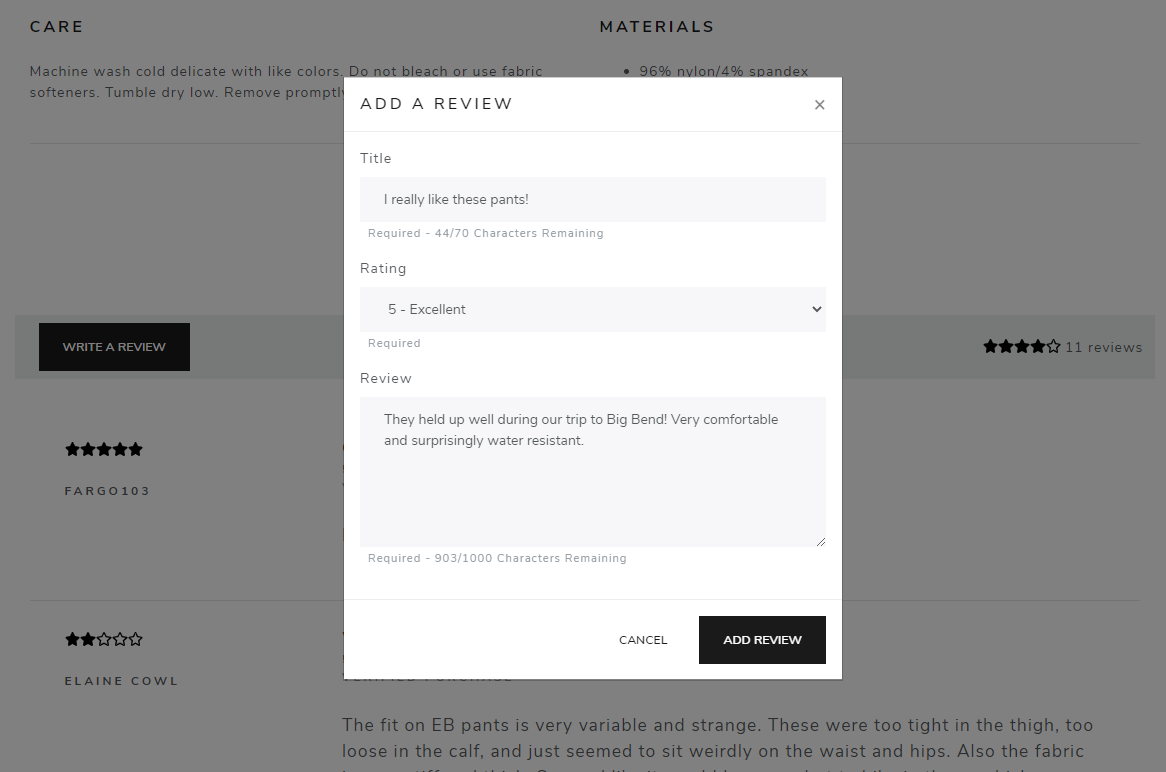 CARE
MATERIALS
Machine wash cold delicate with like colors. Do not bleach or use fabric
softeners. Tumble dry low. Remove promptly
96% nylon/4% spandex
ADD A REVIEW
×
Title
I really like these pants!
Required - 44/70 Characters Remaining
Rating
5 - Excellent
Required
WRITE A REVIEW
11 reviews
Review
They held up well during our trip to Big Bend! Very comfortable
and surprisingly water resistant.
FARGO103
Required - 903/1000 Characters Remaining
CANCEL
ADD REVIEW
ELAINE COWL
VERIFIED PURCHASE
The fit on EB pants is very variable and strange. These were too tight in the thigh, too
loose in the calf, and just seemed to sit weirdly on the waist and hips. Also the fabric